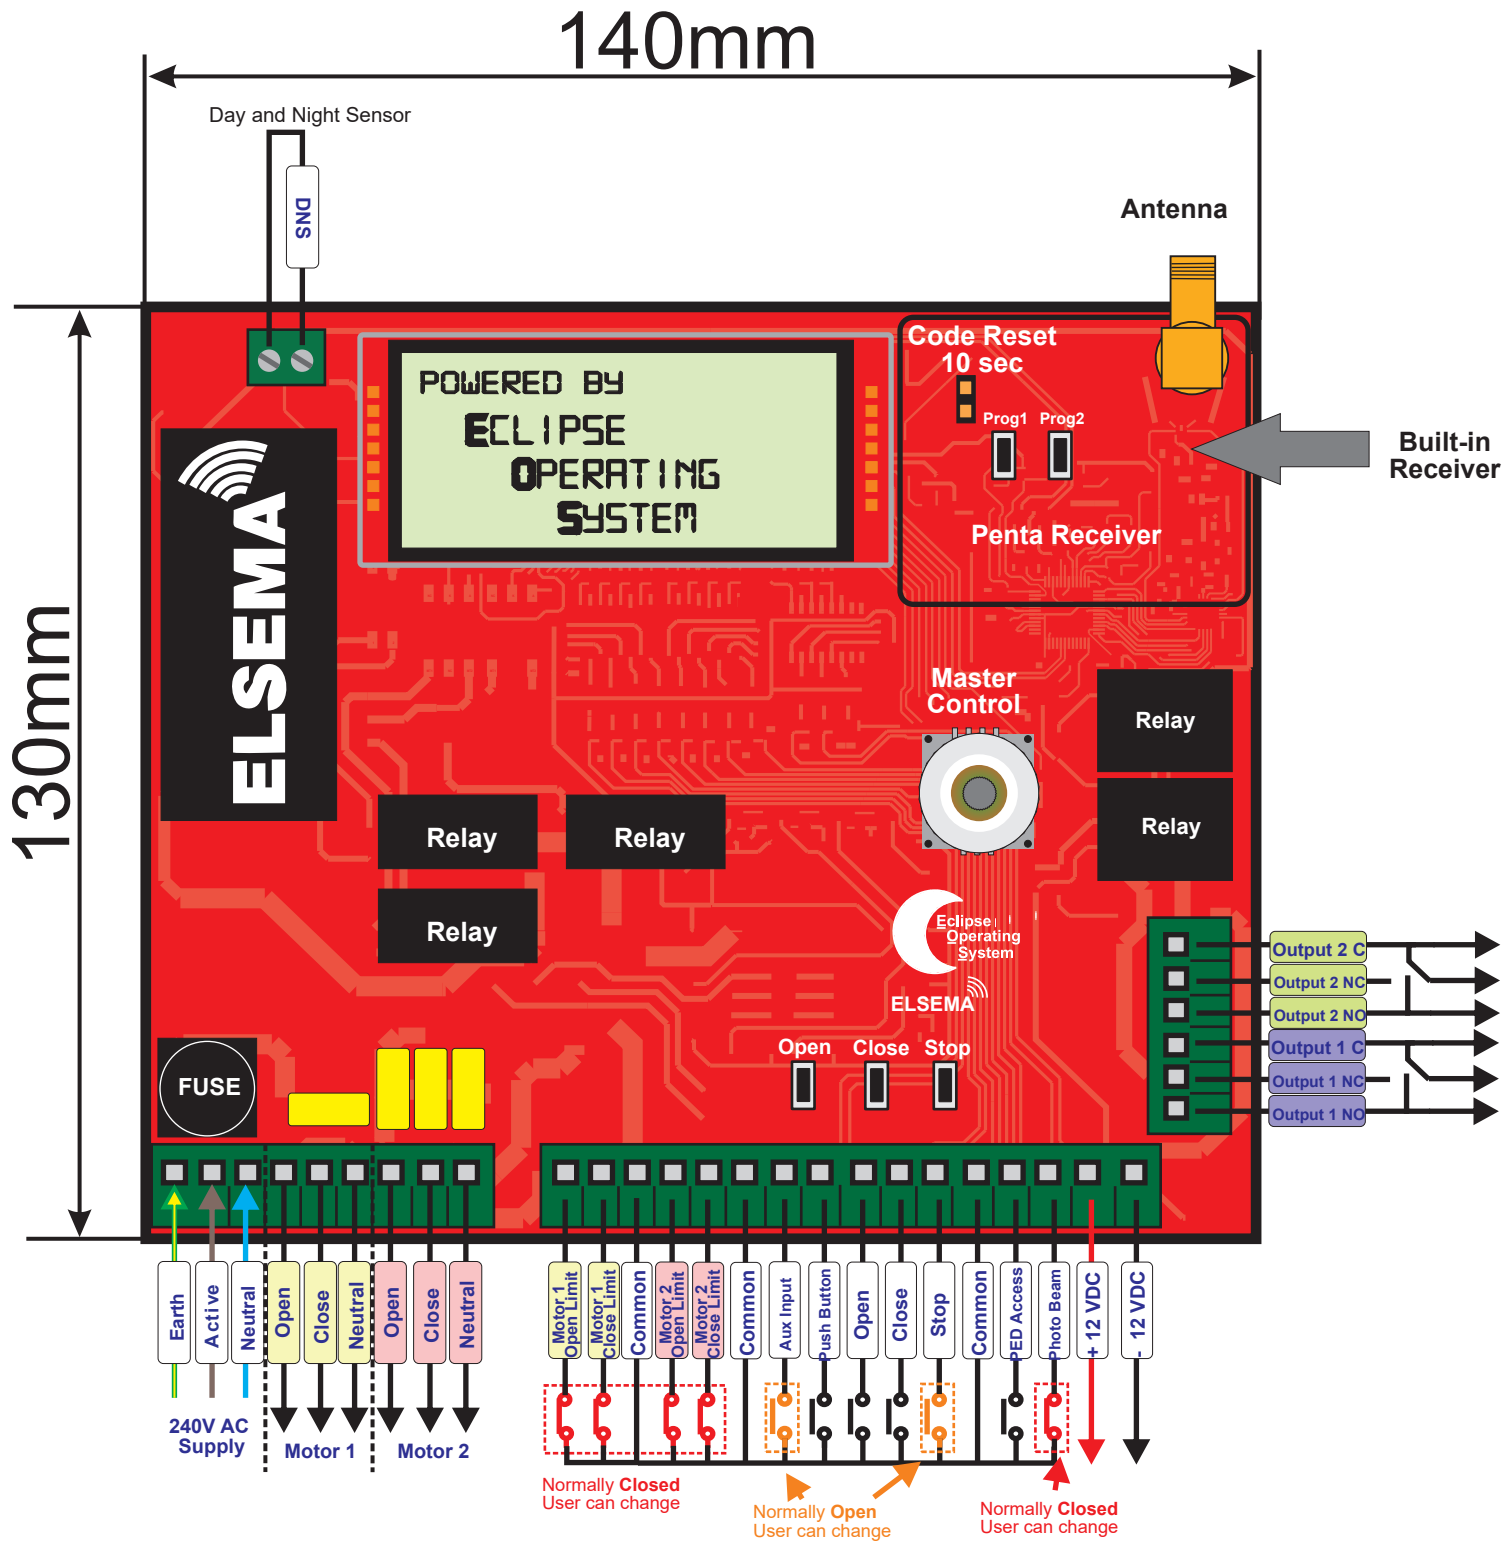 140mm
Day and Night Sensor
DNS
Antenna
130mm
POWERED BY
ECLIPSE
OPERATING
SYSTEM
Code Reset
10 sec
Prog1 Prog2
Built-in
Receiver
Penta Receiver
ELSEMA
Master
Control
Relay
Relay
Relay
Relay
Relay
Eclipse
Operating
System
ELSEMA
Output 2 C
Output 2 NC
Output 2 NO
Output 1 C
Output 1 NC
Output 1 NO
Open Close Stop
FUSE
Earth
Active
Neutral
Open
Close
Neutral
Open
Close
Neutral
Motor 1
Open Limit
Motor 1
Close Limit
Common
Motor 2
Open Limit
Motor 2
Close Limit
Common
Aux Input
Push Button
Open
Close
Stop
Common
PED Access
Photo Beam
+ 12 VDC
- 12 VDC
240V AC
Supply
Motor 1
Motor 2
Normally Closed
User can change
Normally Open
User can change
Normally Closed
User can change